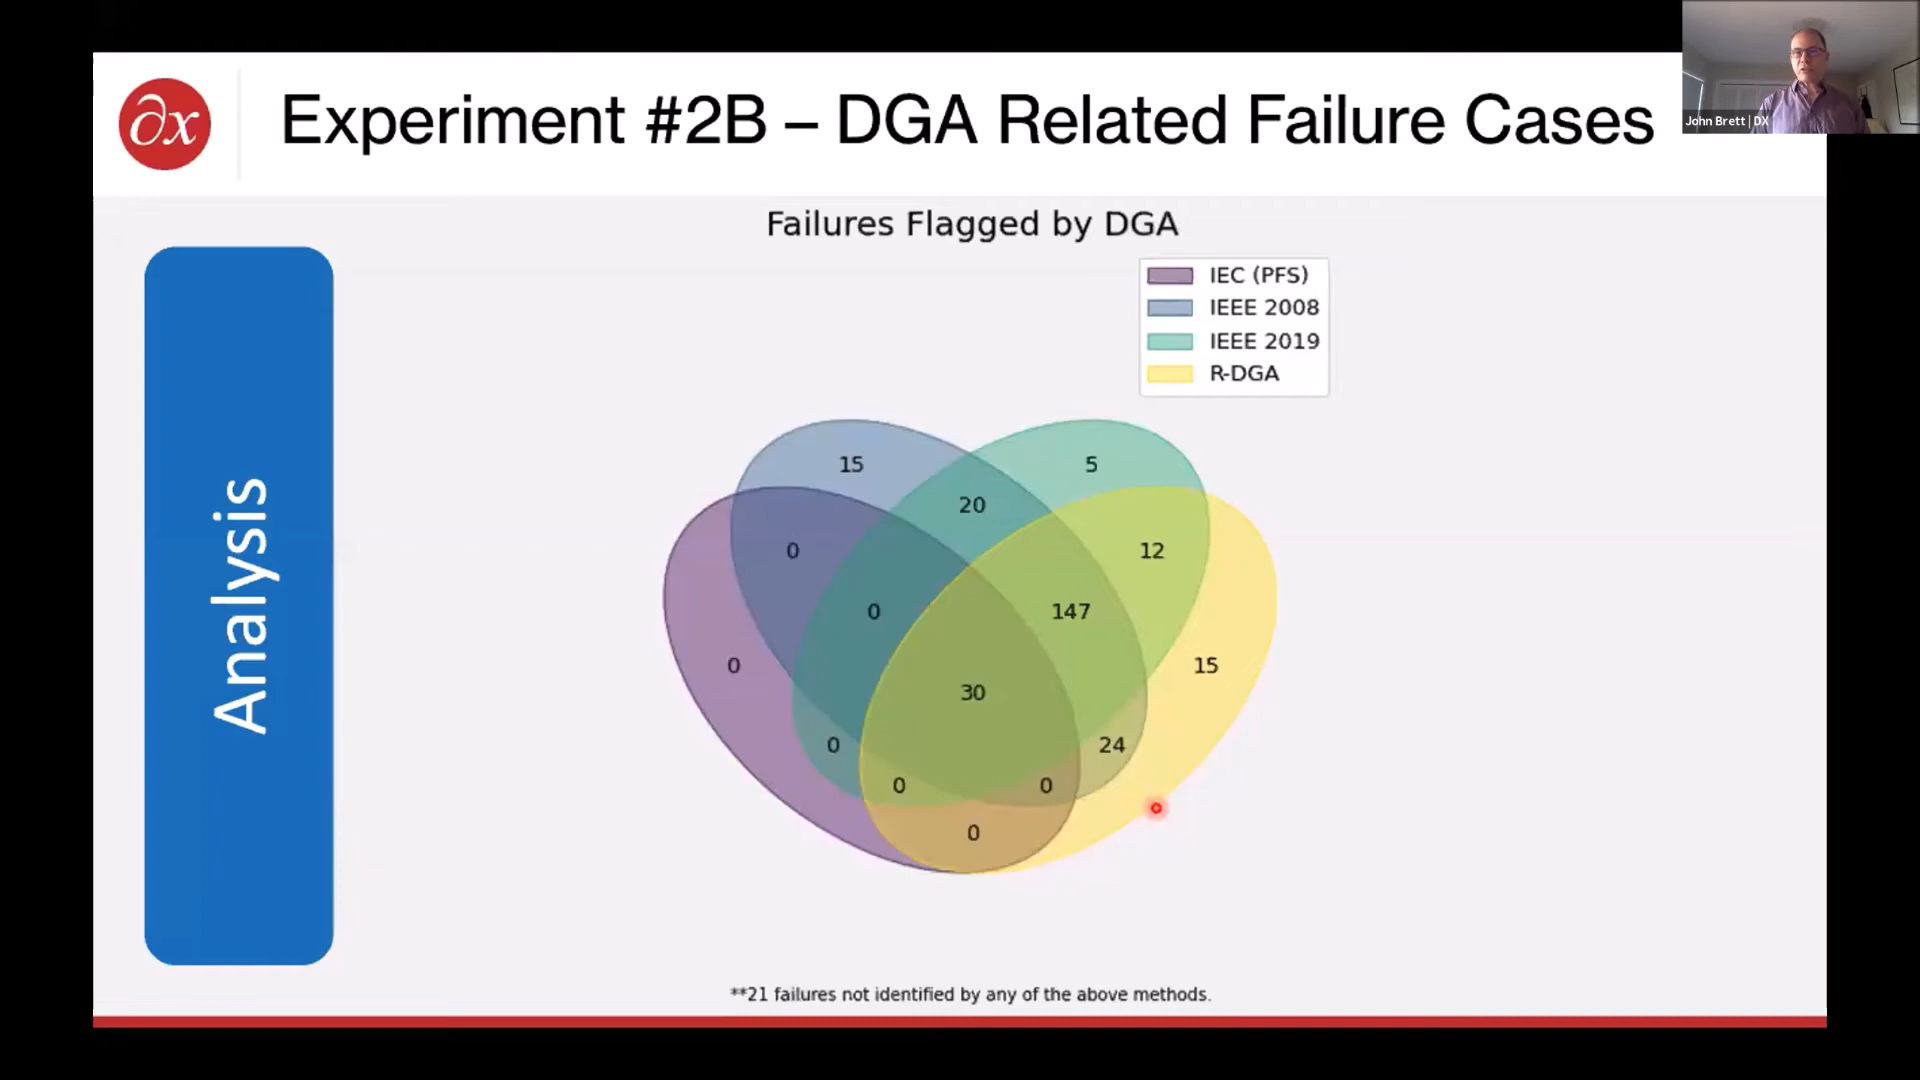 ∂x
Experiment #2B – DGA Related Failure Cases
John Brett | DX
Failures Flagged by DGA
IEC (PFS)
IEEE 2008
IEEE 2019
R-DGA
Analysis
15
5
20
0
12
0
147
0
15
30
0
24
0
0
0
**21 failures not identified by any of the above methods.